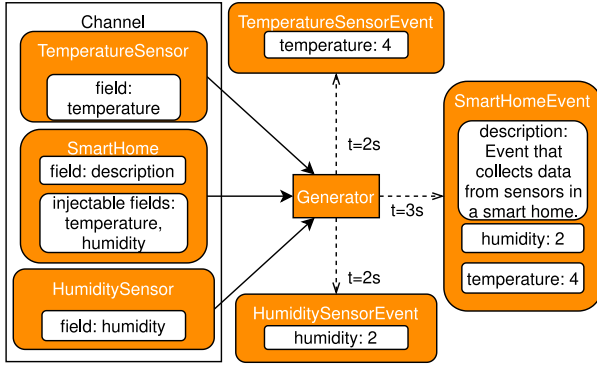 Channel
TemperatureSensor
field:
temperature
SmartHome
field: description
injectable fields:
temperature,
humidity
HumiditySensor
field: humidity
Generator
TemperatureSensorEvent
temperature: 4
t=2s
t=3s
t=2s
HumiditySensorEvent
humidity: 2
SmartHomeEvent
description:
Event that
collects data
from sensors in
a smart home.
humidity: 2
temperature: 4